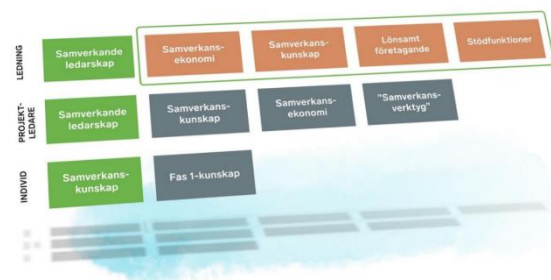 LEDNING
Samverkande
ledarskap
Samverkans-
ekonomi
Samverkans-
kunskap
Lönsamt
företagande
Stödfunktioner
PROJEKT-
LEDARE
Samverkande
ledarskap
Samverkans-
kunskap
Samverkans-
ekonomi
"Samverkans-
verktyg"
INDIVID
Samverkans-
kunskap
Fas 1-kunskap